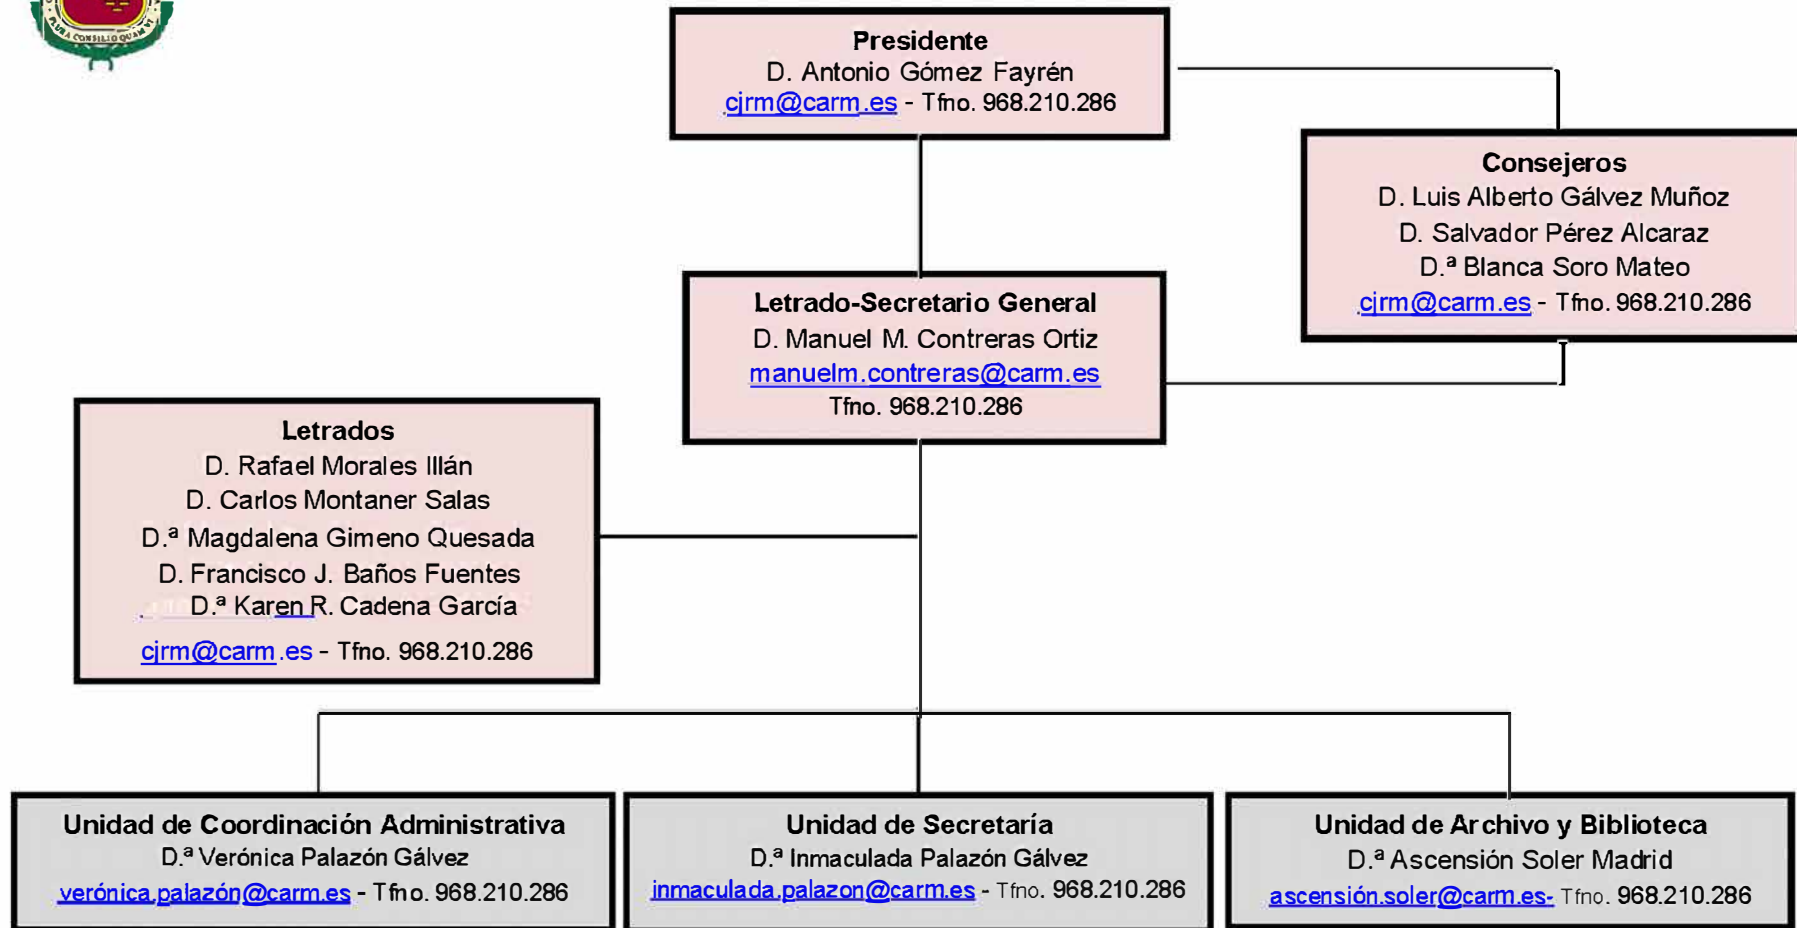 PLURA CONSILIO QUAM VI
Presidente
D. Antonio Gómez Fayrén
cjrm@carm.es - Tfno. 968.210.286
Consejeros
D. Luis Alberto Gálvez Muñoz
D. Salvador Pérez Alcaraz
D.ª Blanca Soro Mateo
cjrm@carm.es - Tfno. 968.210.286
Letrado-Secretario General
D. Manuel M. Contreras Ortiz
manuelm.contreras@carm.es
Tfno. 968.210.286
Letrados
D. Rafael Morales Illán
D. Carlos Montaner Salas
D.ª Magdalena Gimeno Quesada
D. Francisco J. Baños Fuentes
D.ª Karen R. Cadena García
cjrm@carm.es - Tfno. 968.210.286
Unidad de Coordinación Administrativa
D.ª Verónica Palazón Gálvez
verónica.palazón@carm.es - Tfno. 968.210.286
Unidad de Secretaría
D.ª Inmaculada Palazón Gálvez
inmaculada.palazon@carm.es - Tfno. 968.210.286
Unidad de Archivo y Biblioteca
D.ª Ascensión Soler Madrid
ascensión.soler@carm.es- Tfno. 968.210.286